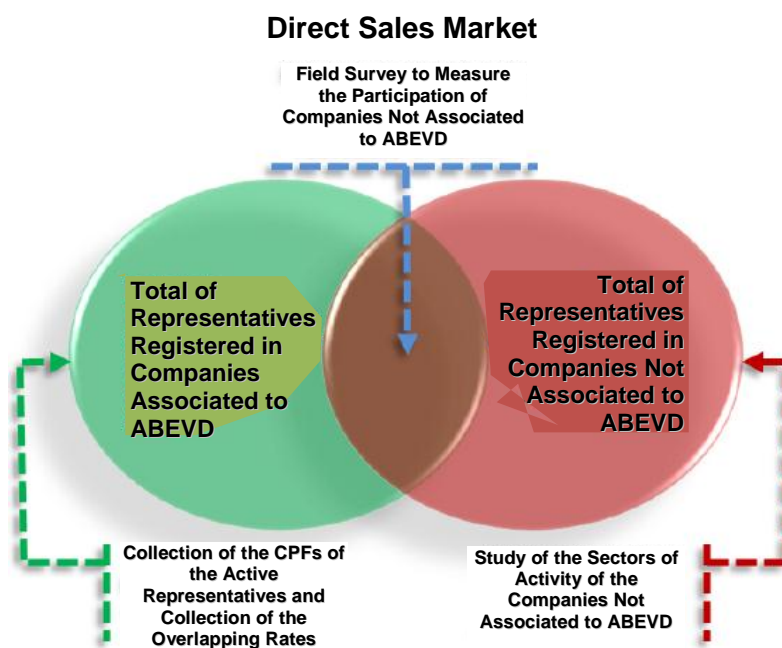 Direct Sales Market
Field Survey to Measure
the Participation of
Companies Not Associated
to ABEVD
Total of
Representatives
Registered in
Companies
Associated to
ABEVD
Total of
Representatives
Registered in
Companies Not
Associated to
ABEVD
Collection of the CPFs of
the Active
Representatives and
Collection of the
Overlapping Rates
Study of the Sectors of
Activity of the
Companies Not
Associated to ABEVD